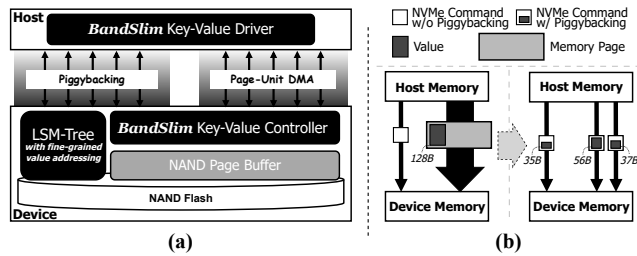 Host
BandSlim Key-Value Driver
Piggybacking
Page-Unit DMA
LSM-Tree
with fine-grained
value addressing
BandSlim Key-Value Controller
NAND Page Buffer
NAND Flash
Device
(a)
NVMe Command
w/o Piggybacking
NVMe Command
w/ Piggybacking
Value
Memory Page
Host Memory
128B
Device Memory
Host Memory
35B
56B
37B
Device Memory
(b)